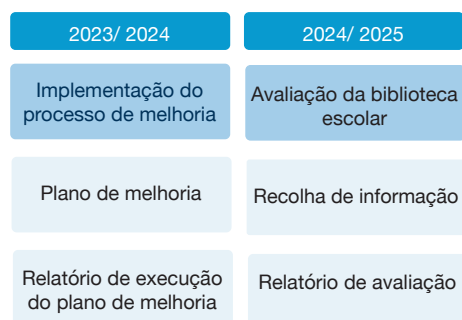 2023/ 2024
Implementação do
processo de melhoria
Plano de melhoria
Relatório de execução
do plano de melhoria
2024/ 2025
Avaliação da biblioteca
escolar
Recolha de informação
Relatório de avaliação